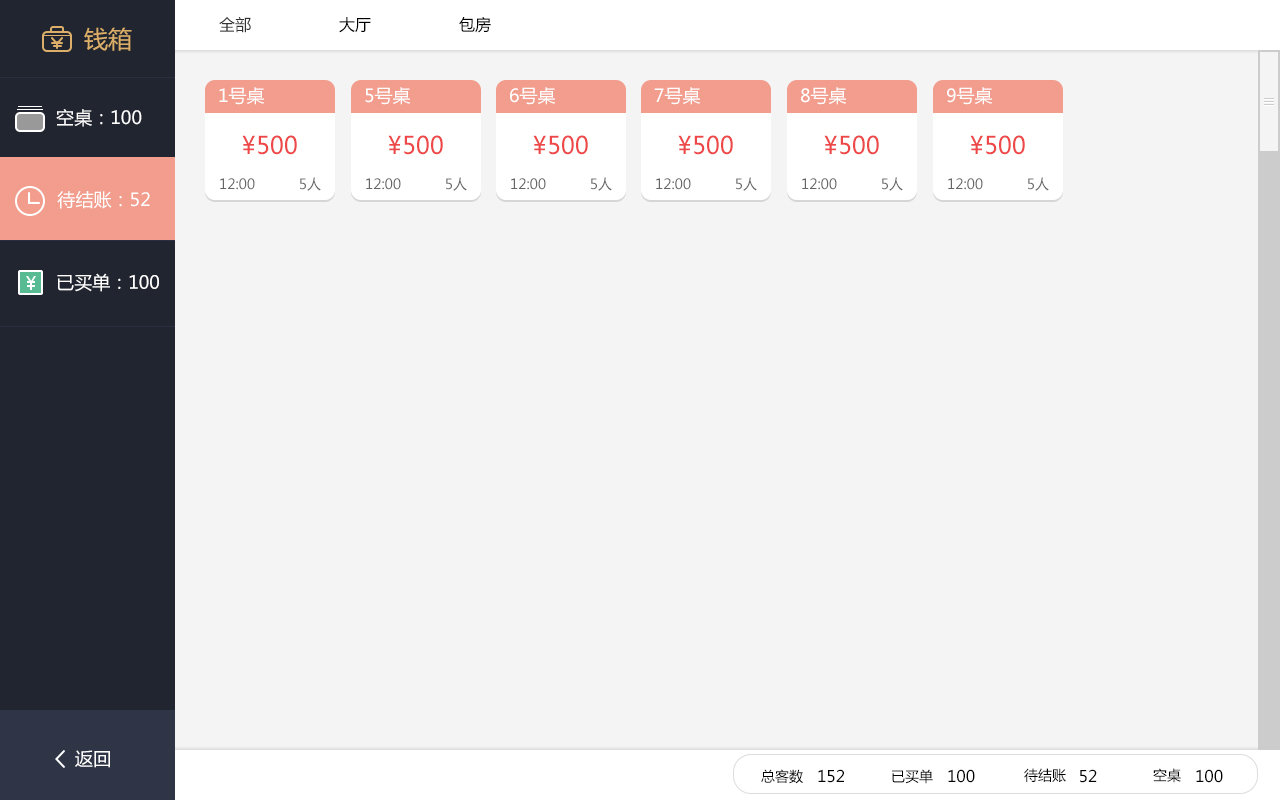 钱箱
空桌：100
待结账：52
已买单：100
返回
全部 大厅 包房
1号桌 5号桌 6号桌 7号桌 8号桌 9号桌
¥500 ¥500 ¥500 ¥500 ¥500 ¥500
12:00 5人 12:00 5人 12:00 5人 12:00 5人 12:00 5人 12:00 5人
总客数 152 已买单 100 待结账 52 空桌 100